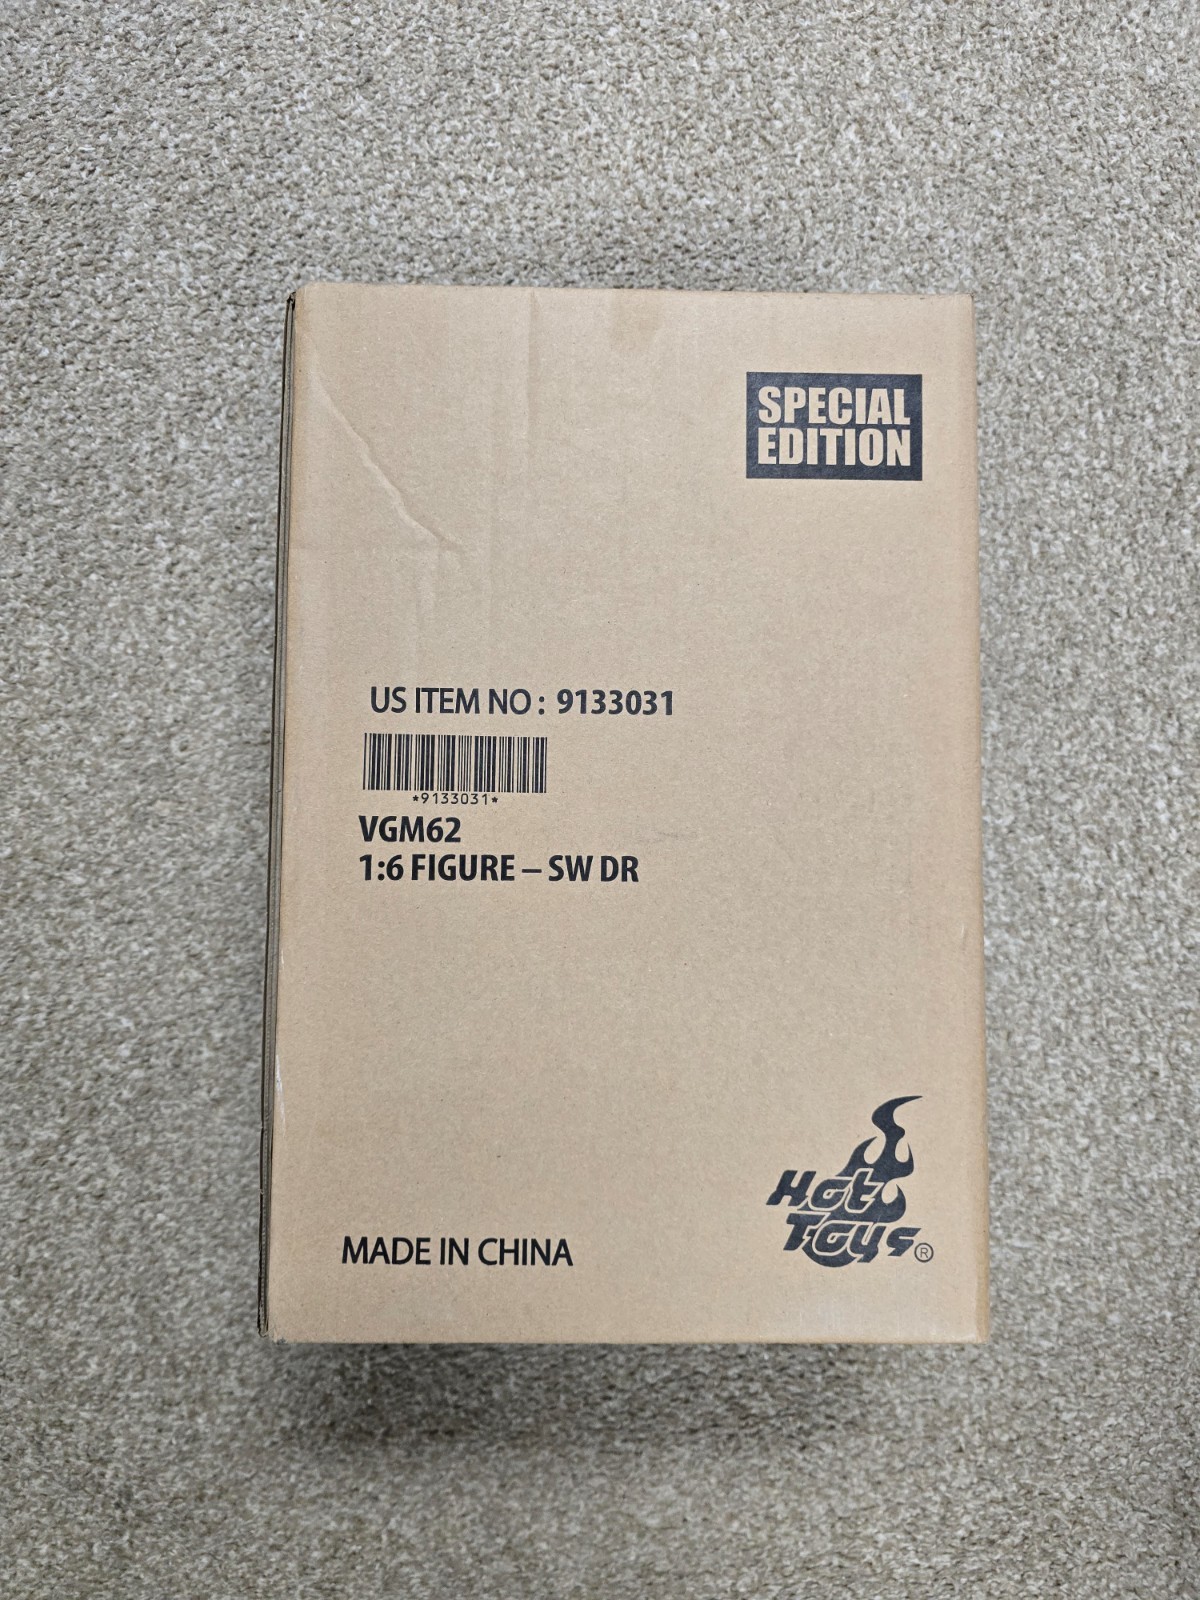 SPECIAL
EDITION
US ITEM NO : 9133031
*9133031*
VGM62
1:6 FIGURE – SW DR
Hot
Toys®
MADE IN CHINA